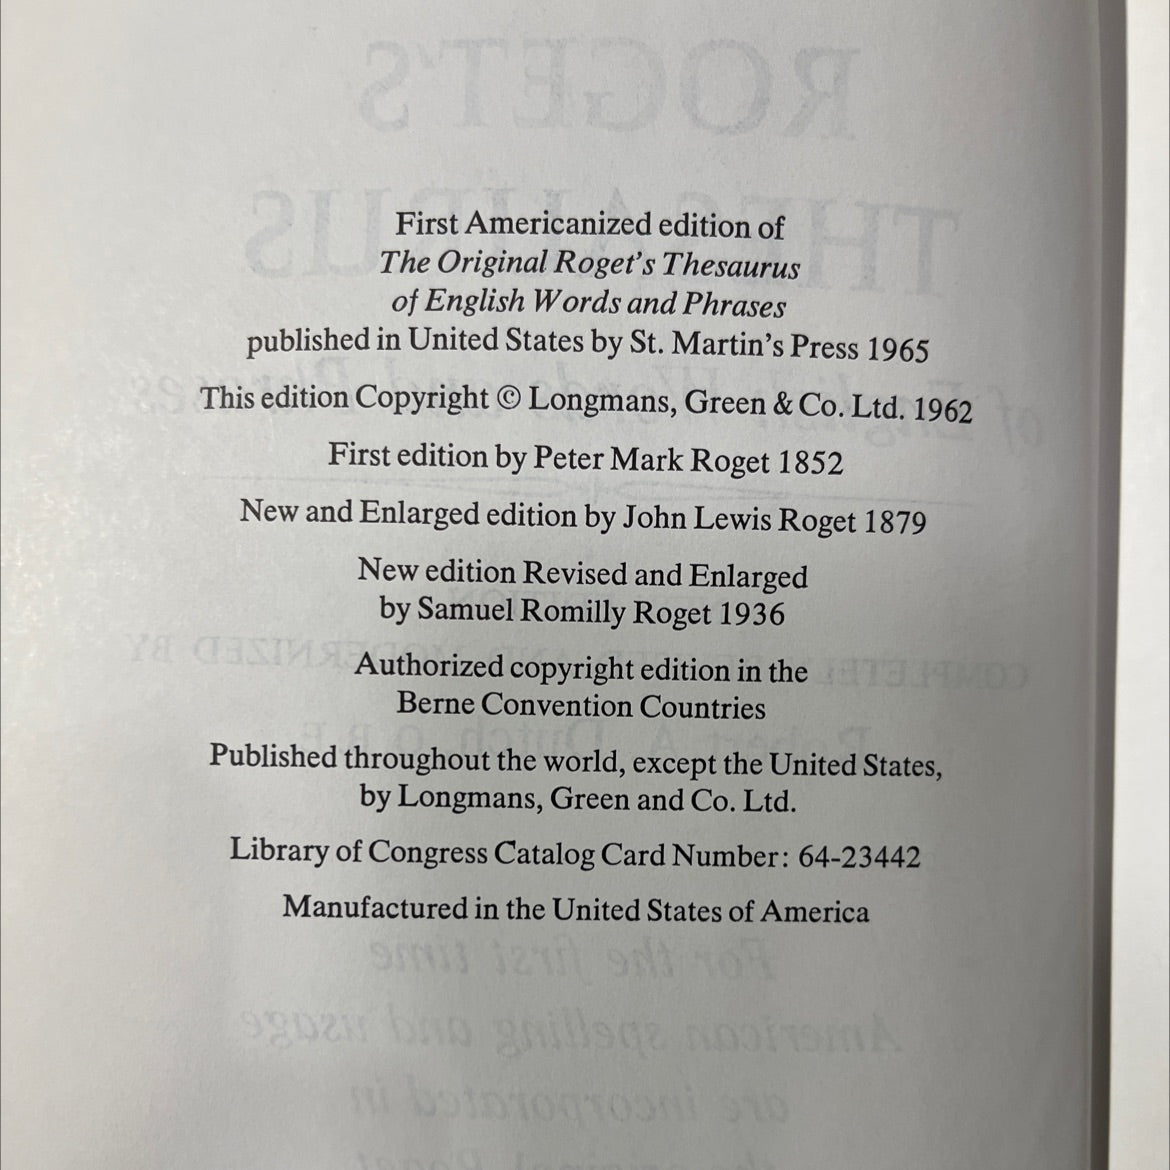 First Americanized edition of
The Original Roget's Thesaurus
of English Words and Phrases
published in United States by St. Martin's Press 1965
This edition Copyright © Longmans, Green & Co. Ltd. 1962
First edition by Peter Mark Roget 1852
New and Enlarged edition by John Lewis Roget 1879
New edition Revised and Enlarged
by Samuel Romilly Roget 1936
Authorized copyright edition in the
Berne Convention Countries
Published throughout the world, except the United States,
by Longmans, Green and Co. Ltd.
Library of Congress Catalog Card Number: 64-23442
Manufactured in the United States of America